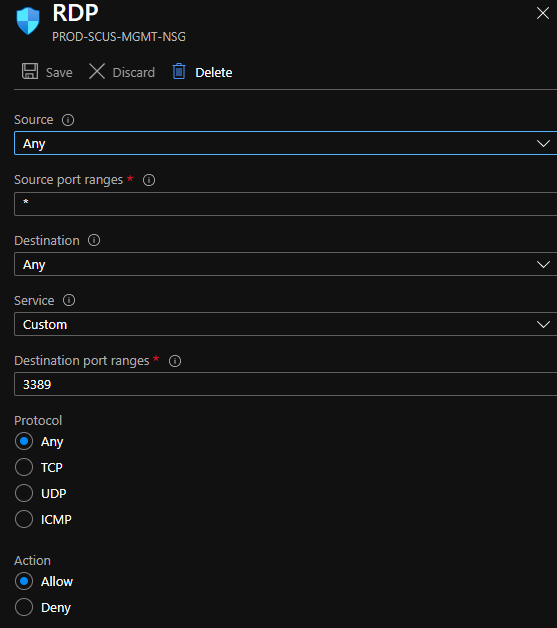 RDP
PROD-SCUS-MGMT-NSG
Save Discard Delete
Source
Any
Source port ranges *
*
Destination
Any
Service
Custom
Destination port ranges *
3389
Protocol
Any
TCP
UDP
ICMP
Action
Allow
Deny